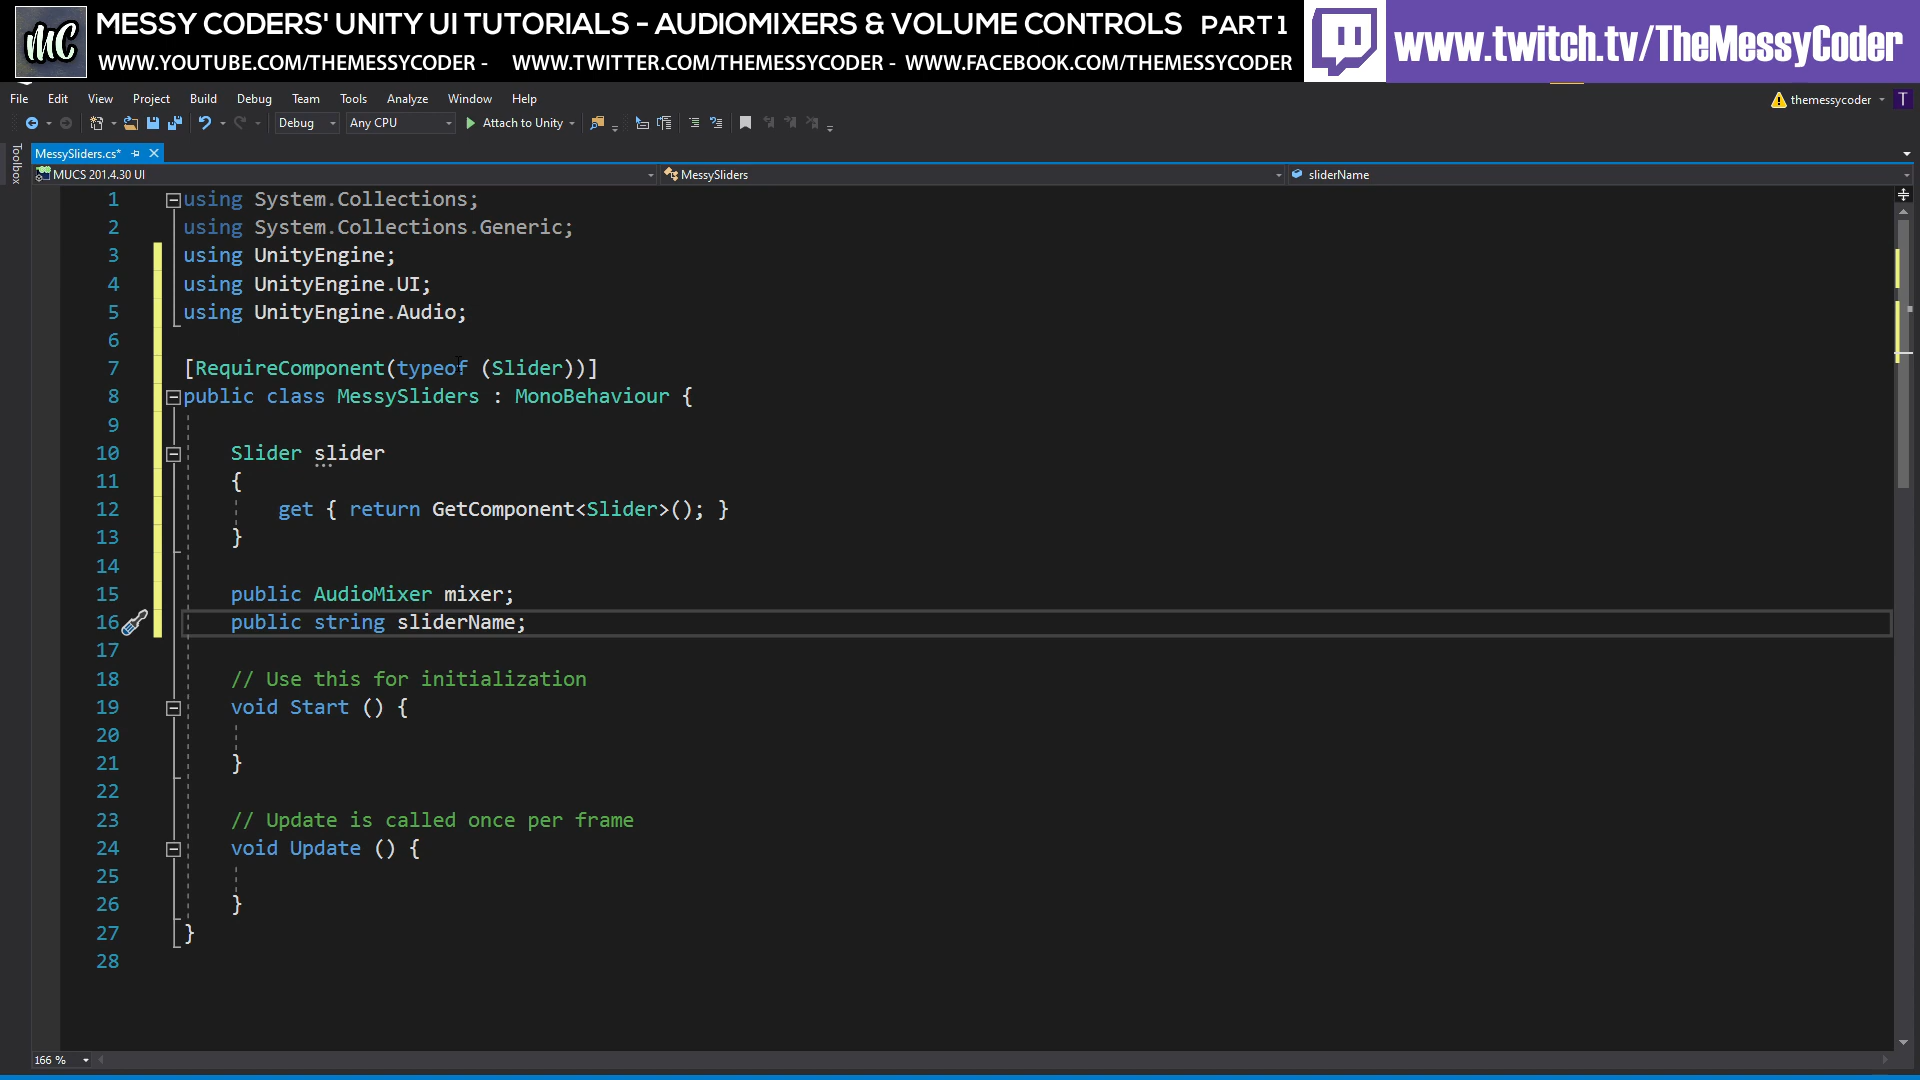 MC
MESSY CODERS' UNITY UI TUTORIALS - AUDIOMIXERS & VOLUME CONTROLS PART 1
WWW.YOUTUBE.COM/THEMESSYCODER - WWW.TWITTER.COM/THEMESSYCODER - WWW.FACEBOOK.COM/THEMESSYCODER
www.twitch.tv/TheMessyCoder
File Edit View Project Build Debug Team Tools Analyze Window Help
themessycoder T
Debug Any CPU Attach to Unity
Toolbox
MessySliders.cs*
MUCS 201.4.30 UI MessySliders sliderName
1 using System.Collections;
2 using System.Collections.Generic;
3 using UnityEngine;
4 using UnityEngine.UI;
5 using UnityEngine.Audio;
6
7 [RequireComponent(typeof (Slider))]
8 public class MessySliders : MonoBehaviour {
9
10 Slider slider
11 {
12 get { return GetComponent<Slider>(); }
13 }
14
15 public AudioMixer mixer;
16 public string sliderName;
17
18 // Use this for initialization
19 void Start () {
20
21 }
22
23 // Update is called once per frame
24 void Update () {
25
26 }
27 }
28
166 %